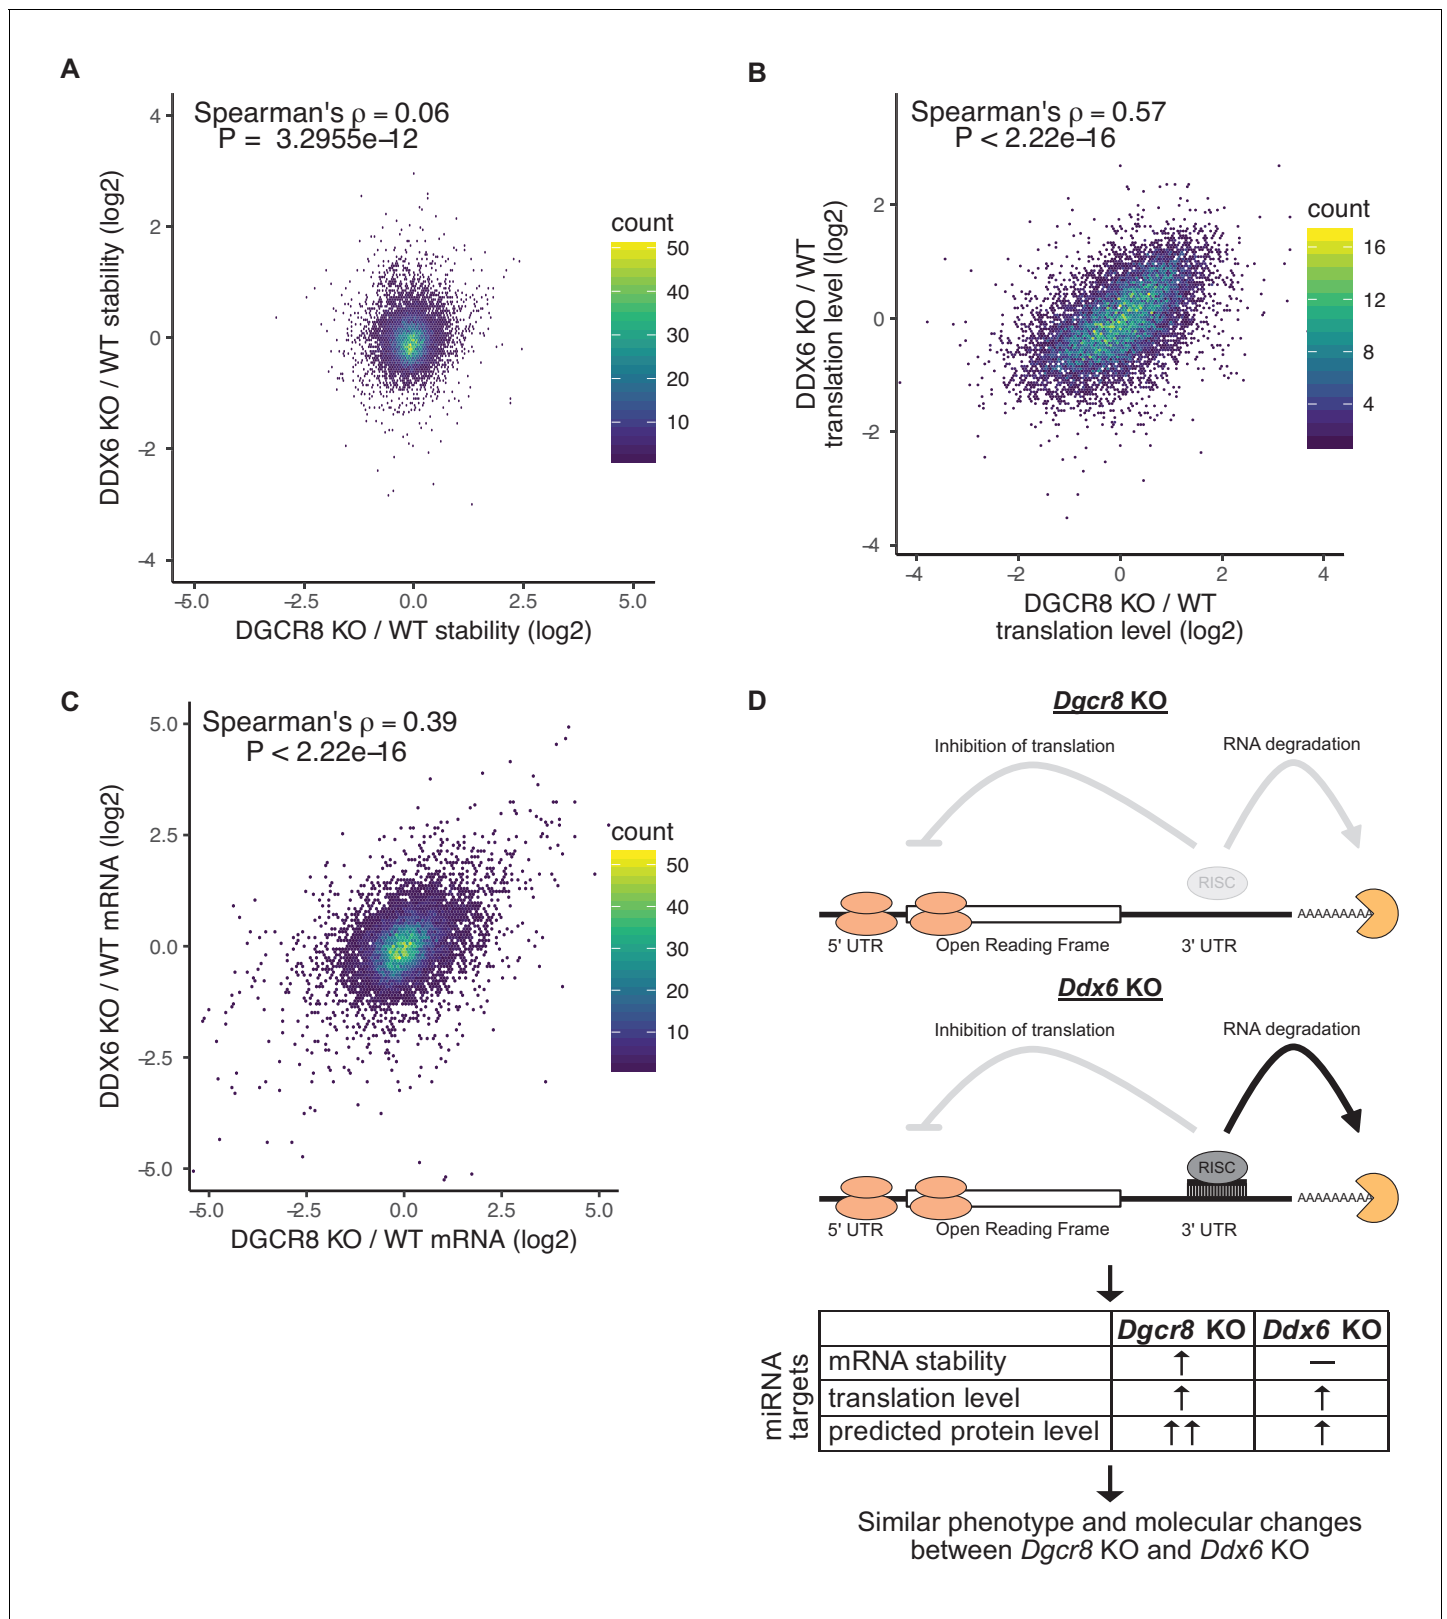 A
Spearman's ρ = 0.06
P = 3.2955e−12
DDX6 KO / WT stability (log2)
4
2
0
−2
−4
−5.0 −2.5 0.0 2.5 5.0
DGCR8 KO / WT stability (log2)
count
50
40
30
20
10
B
Spearman's ρ = 0.57
P < 2.22e−16
DDX6 KO / WT
translation level (log2)
2
0
−2
−4
−4 −2 0 2 4
DGCR8 KO / WT
translation level (log2)
count
16
12
8
4
C
Spearman's ρ = 0.39
P < 2.22e−16
DDX6 KO / WT mRNA (log2)
5.0
2.5
0.0
−2.5
−5.0
−5.0 −2.5 0.0 2.5 5.0
DGCR8 KO / WT mRNA (log2)
count
50
40
30
20
10
D
Dgcr8 KO
Inhibition of translation RNA degradation
RISC
AAAAAAAAA
5' UTR Open Reading Frame 3' UTR
Ddx6 KO
Inhibition of translation RNA degradation
RISC
AAAAAAAAA
5' UTR Open Reading Frame 3' UTR
miRNA
targets
Dgcr8 KO Ddx6 KO
mRNA stability ↑ —
translation level ↑ ↑
predicted protein level ↑↑ ↑
Similar phenotype and molecular changes
between Dgcr8 KO and Ddx6 KO